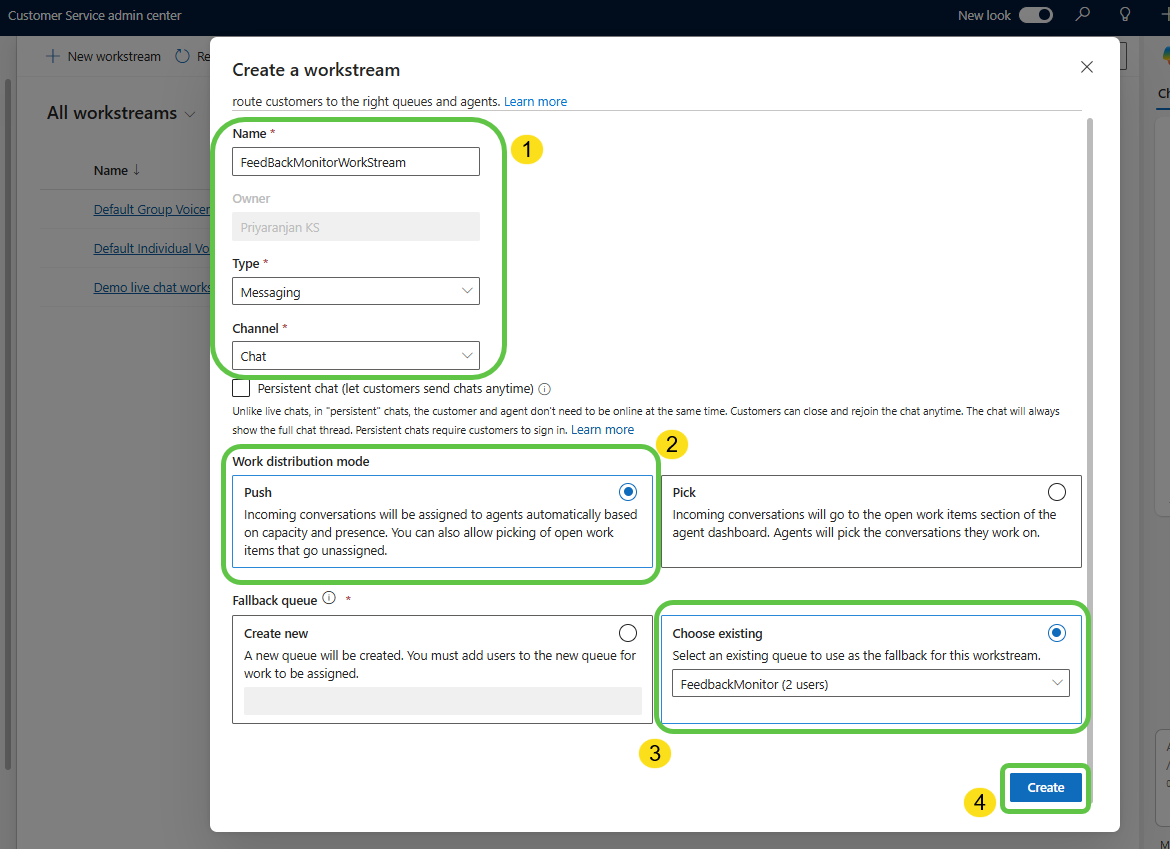 Customer Service admin center
New look
New workstream
Re
Create a workstream
route customers to the right queues and agents. Learn more
All workstreams
Name
Default Group Voicem
Default Individual Vo
Demo live chat works
Name *
1
FeedBackMonitorWorkStream
Owner
Priyaranjan KS
Type *
Messaging
Channel *
Chat
Persistent chat (let customers send chats anytime)
Unlike live chats, in "persistent" chats, the customer and agent don't need to be online at the same time. Customers can close and rejoin the chat anytime. The chat will always
show the full chat thread. Persistent chats require customers to sign in. Learn more
2
Work distribution mode
Push
Incoming conversations will be assigned to agents automatically based
on capacity and presence. You can also allow picking of open work
items that go unassigned.
Pick
Incoming conversations will go to the open work items section of the
agent dashboard. Agents will pick the conversations they work on.
Fallback queue *
Create new
A new queue will be created. You must add users to the new queue for
work to be assigned.
Choose existing
Select an existing queue to use as the fallback for this workstream.
FeedbackMonitor (2 users)
3
Create
4
Ch